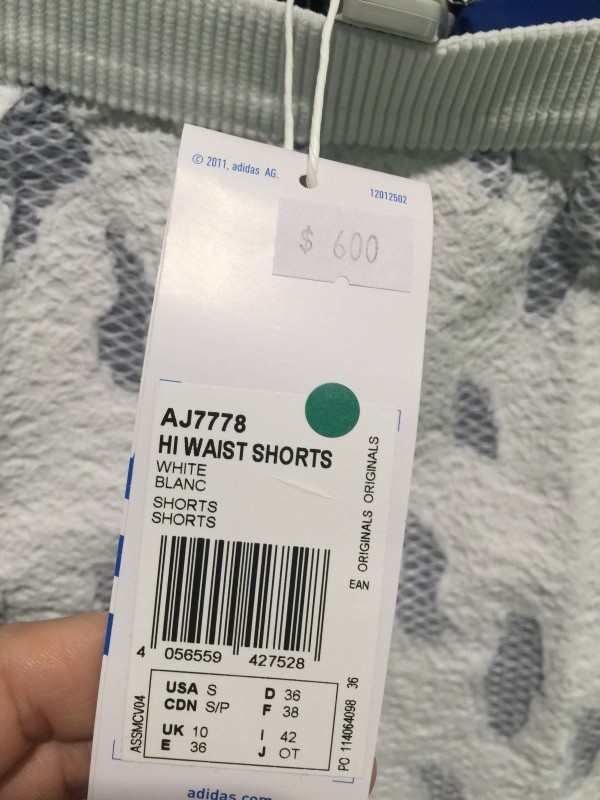 © 2011, adidas AG.
12012502
$ 600
AJ7778
HI WAIST SHORTS
WHITE
BLANC
SHORTS
SHORTS
ORIGINALS ORIGINALS
EAN
4 056559 427528
USA S D 36
CDN S/P F 38
UK 10 I 42
E 36 J OT
ASSMCV04
PO 114064098 36
adidas.com